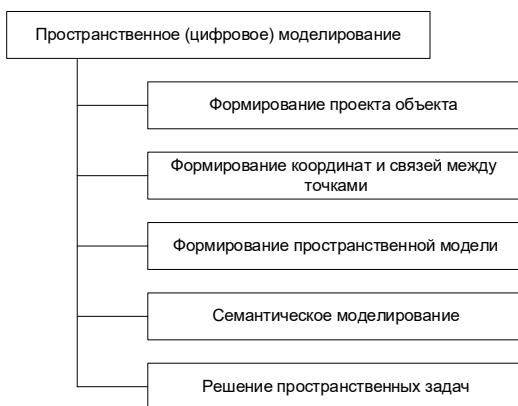 Пространственное (цифровое) моделирование
Формирование проекта объекта
Формирование координат и связей между
точками
Формирование пространственной модели
Семантическое моделирование
Решение пространственных задач